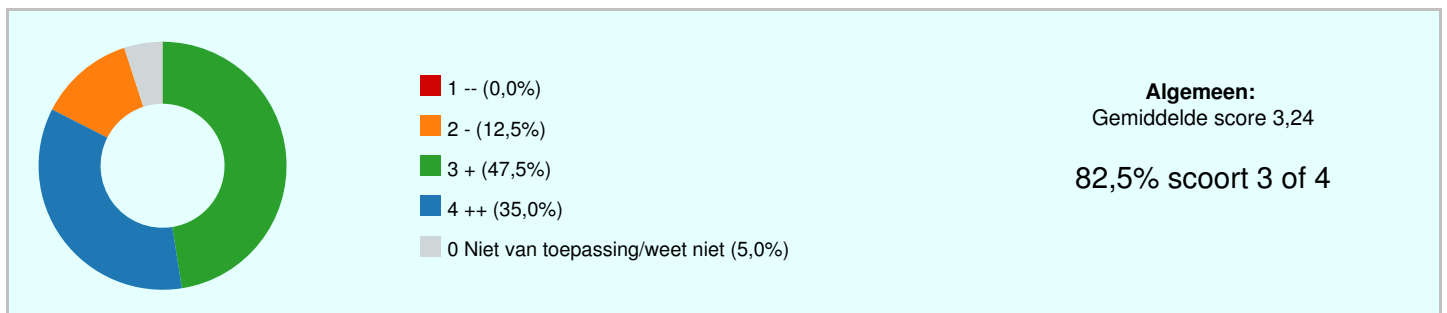 1 -- (0,0%)
2 - (12,5%)
3 + (47,5%)
4 ++ (35,0%)
0 Niet van toepassing/weet niet (5,0%)
Algemeen:
Gemiddelde score 3,24
82,5% scoort 3 of 4